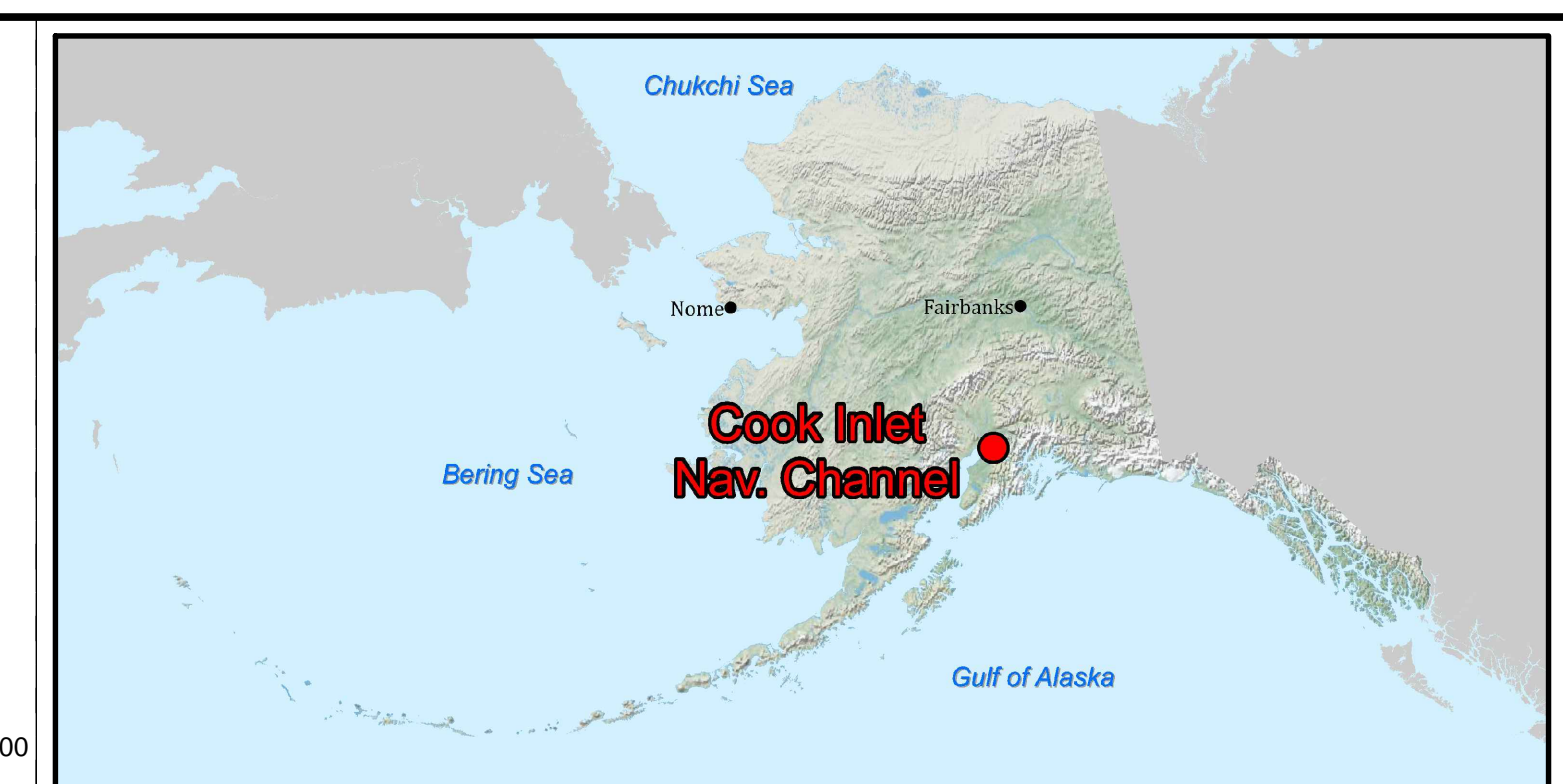 Chukchi Sea
Nome
Fairbanks
Cook Inlet
Nav. Channel
Bering Sea
Gulf of Alaska
00